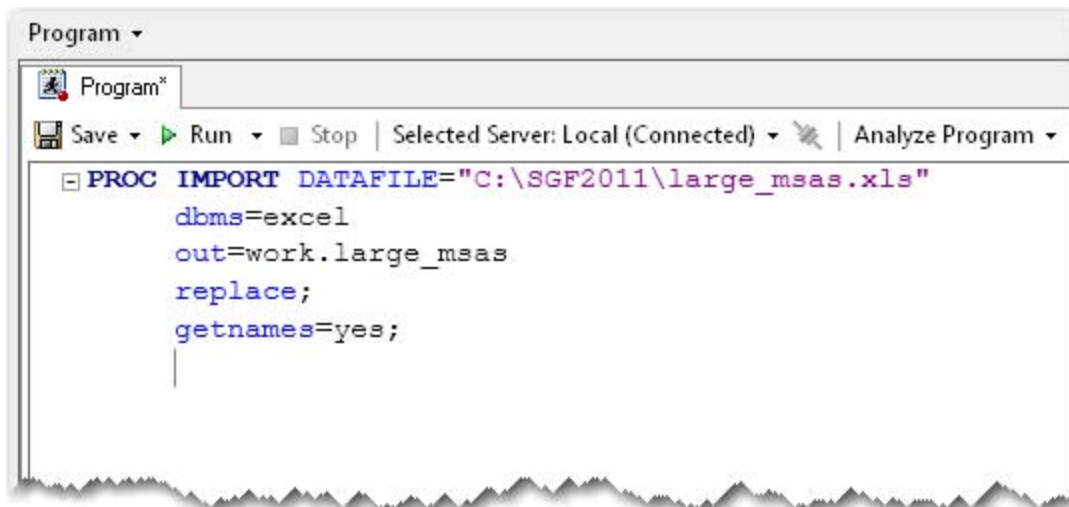 Program
Program*
Save Run Stop | Selected Server: Local (Connected) | Analyze Program
PROC IMPORT DATAFILE="C:\SGF2011\large_msas.xls"
dbms=excel
out=work.large_msas
replace;
getnames=yes;